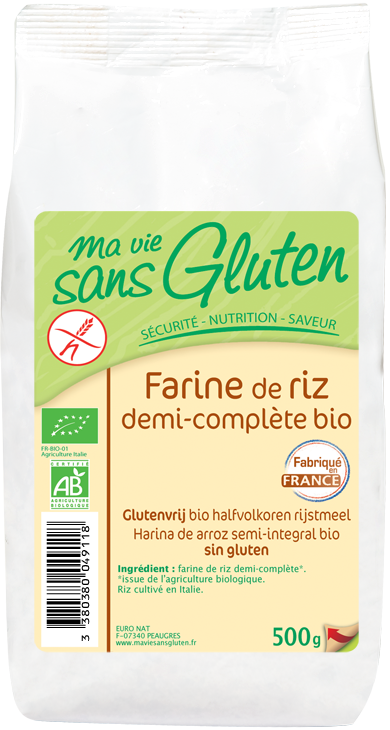 Ma vie
sans Gluten
SÉCURITÉ - NUTRITION - SAVEUR
Farine de riz
demi-complète bio
FR-BIO-01
Agriculture Italie
CERTIFIÉ
AB
AGRICULTURE
BIOLOGIQUE
Fabriqué
en
FRANCE
Glutenvrij bio halfvolkoren rijstmeel
Harina de arroz semi-integral bio
sin gluten
Ingrédient : farine de riz demi-complète*.
*issue de l'agriculture biologique.
Riz cultivé en Italie.
3 380380 049118
EURO NAT
F-07340 PEAUGRES
www.maviesansgluten.fr
500g